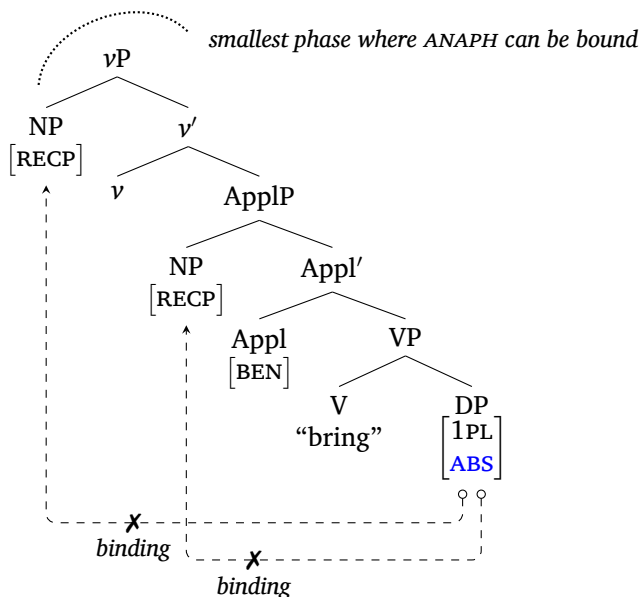 smallest phase where ANAPH can be bound
vP
NP
[RECP]
v′
v
ApplP
NP
[RECP]
Appl′
Appl
[BEN]
VP
V
“bring”
DP
[1PL
ABS]
✗
binding
✗
binding